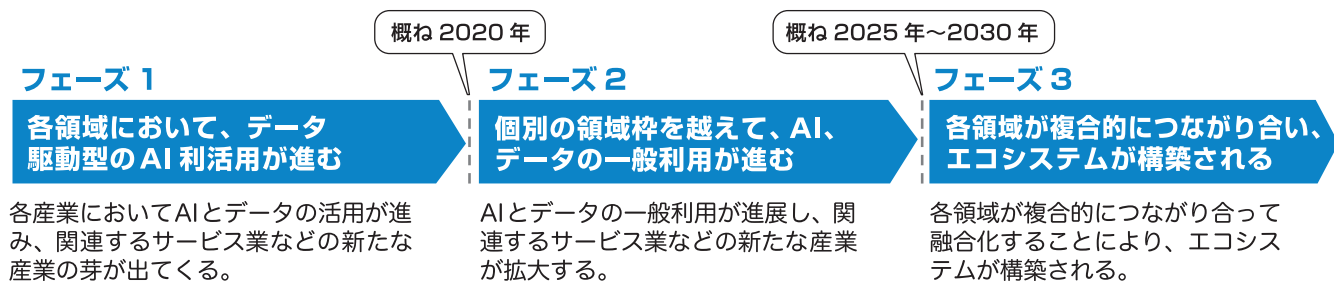 概ね 2020 年
概ね 2025 年～2030 年
フェーズ 1
各領域において、データ
駆動型のAI 利活用が進む
各産業においてAIとデータの活用が進
み、関連するサービス業などの新たな
産業の芽が出てくる。
フェーズ 2
個別の領域枠を越えて、AI、
データの一般利用が進む
AIとデータの一般利用が進展し、関
連するサービス業などの新たな産業
が拡大する。
フェーズ 3
各領域が複合的につながり合い、
エコシステムが構築される
各領域が複合的につながり合って
融合化することにより、エコシス
テムが構築される。